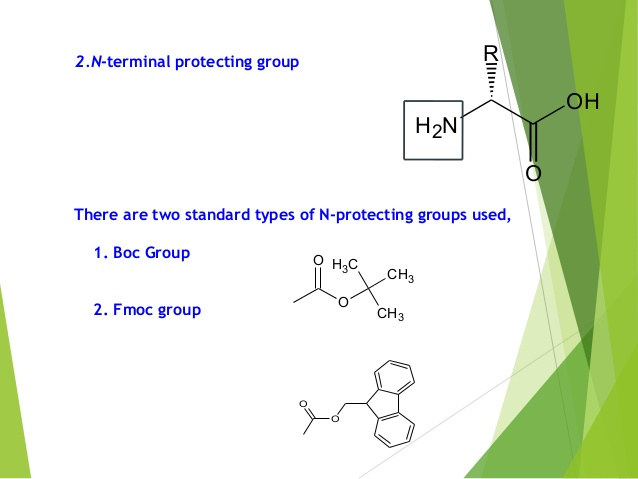 2.N-terminal protecting group
R
OH
H2N
O
There are two standard types of N-protecting groups used,
1. Boc Group
O
H3C
CH3
O
CH3
2. Fmoc group
O
O